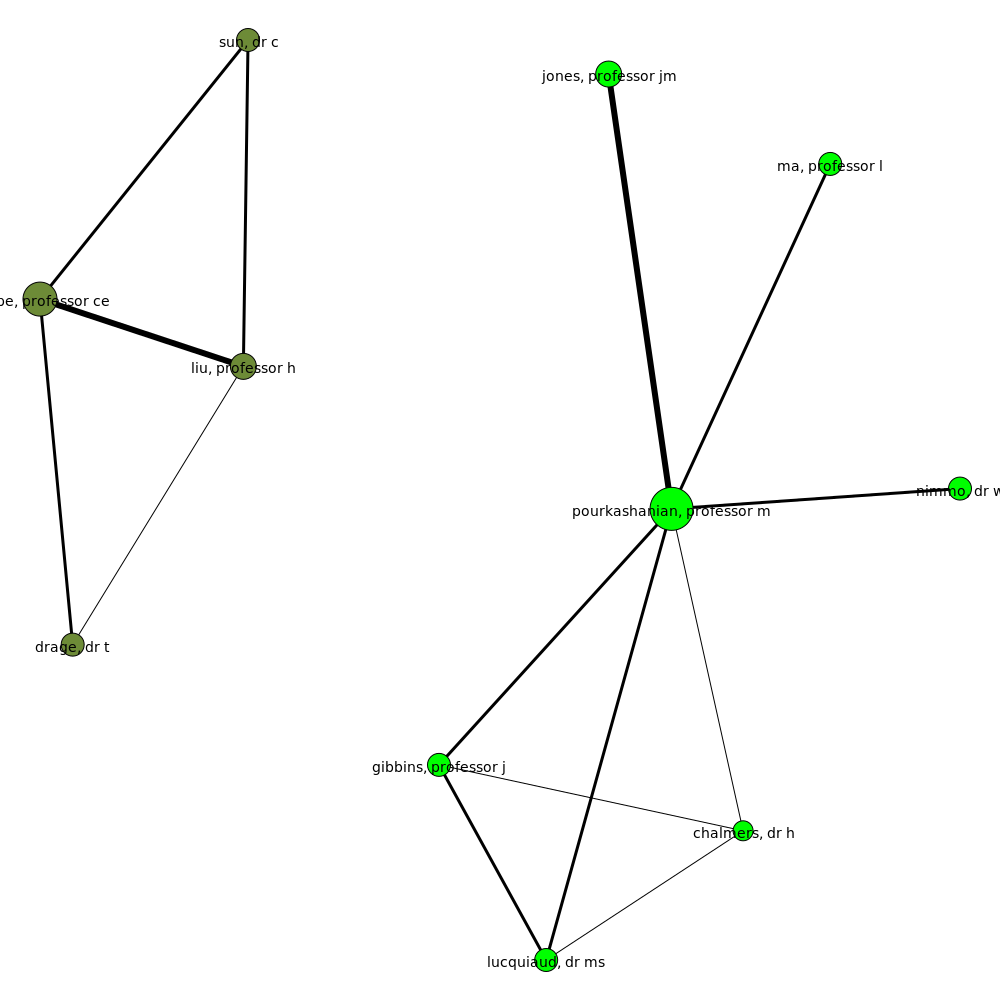 sun, dr c
jones, professor jm
ma, professor l
professor ce
liu, professor h
nimmo, dr w
pourkashanian, professor m
drage, dr t
gibbins, professor j
chalmers, dr h
lucquiaud, dr ms